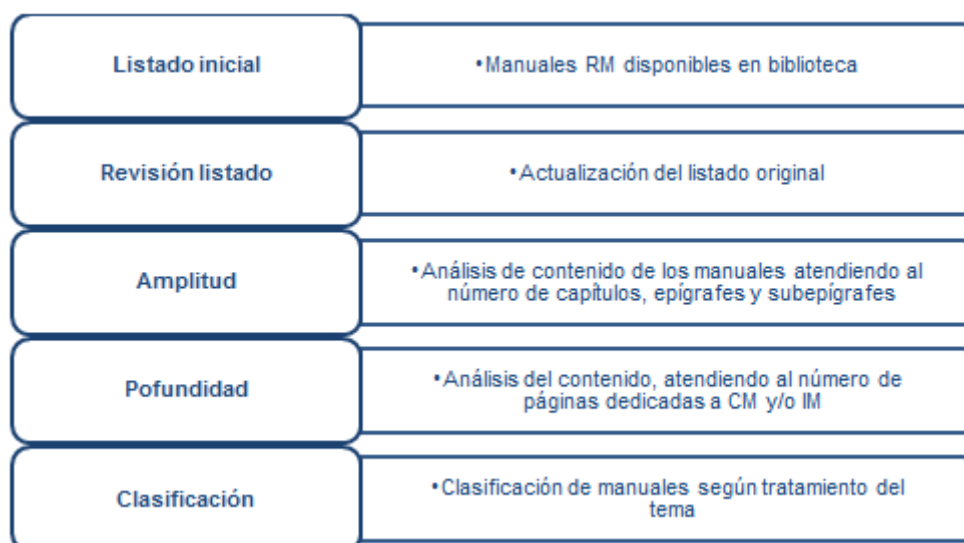 Listado inicial
•Manuales RM disponibles en biblioteca
Revisión listado
•Actualización del listado original
Amplitud
•Análisis de contenido de los manuales atendiendo al
número de capítulos, epígrafes y subepígrafes
Pofundidad
•Análisis del contenido, atendiendo al número de
páginas dedicadas a CM y/o IM
Clasificación
•Clasificación de manuales según tratamiento del
tema